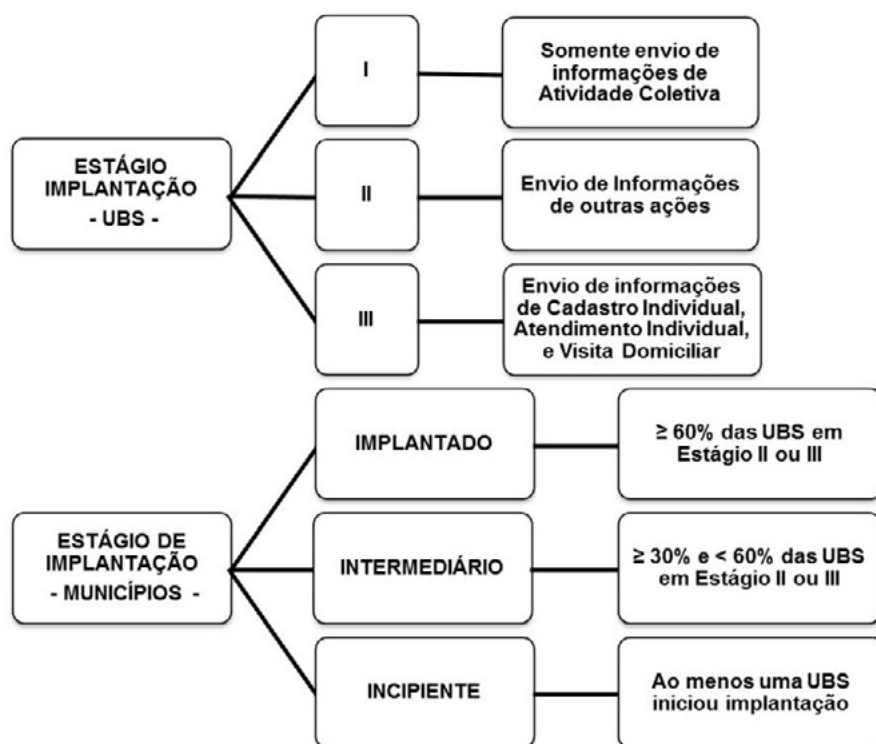 ESTÁGIO
IMPLANTAÇÃO
- UBS -
I
Somente envio de
informações de
Atividade Coletiva
II
Envio de Informações
de outras ações
III
Envio de informações
de Cadastro Individual,
Atendimento Individual,
e Visita Domiciliar
ESTÁGIO DE
IMPLANTAÇÃO
- MUNICÍPIOS -
IMPLANTADO
≥ 60% das UBS em
Estágio II ou III
INTERMEDIÁRIO
≥ 30% e < 60% das UBS
em Estágio II ou III
INCIPIENTE
Ao menos uma UBS
iniciou implantação